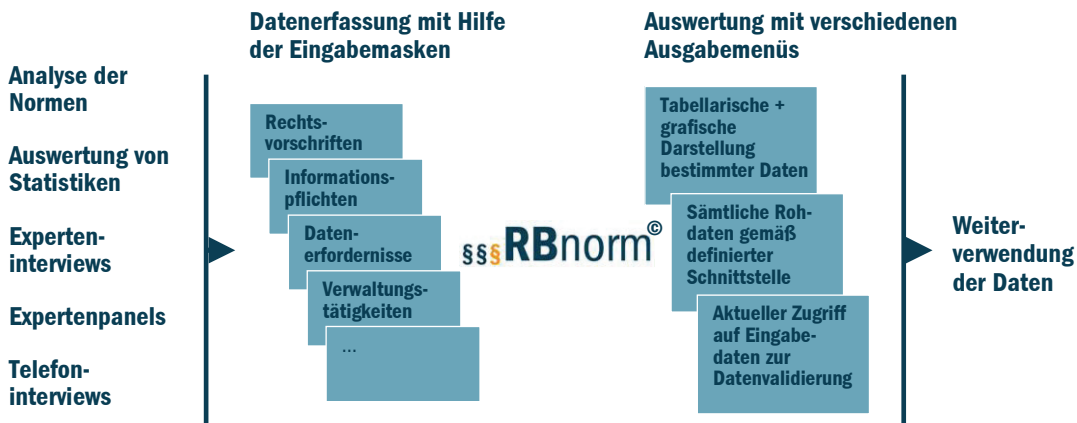 Datenerfassung mit Hilfe
der Eingabemasken
Auswertung mit verschiedenen
Ausgabemenüs
Analyse der
Normen
Auswertung von
Statistiken
Experten-
interviews
Expertenpanels
Telefon-
interviews
Rechts-
vorschriften
Informations-
pflichten
Daten-
erfordernisse
Verwaltungs-
tätigkeiten
...
§§§RBnorm©
Tabellarische +
grafische
Darstellung
bestimmter Daten
Sämtliche Roh-
daten gemäß
definierter
Schnittstelle
Aktueller Zugriff
auf Eingabe-
daten zur
Datenvalidierung
Weiter-
verwendung
der Daten